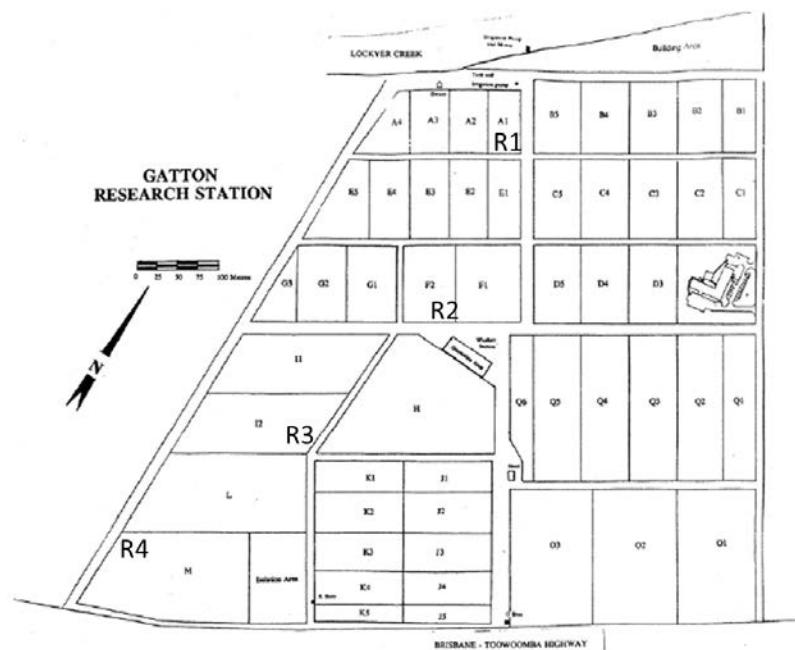 LOCKYER CREEK
Building Area
Irrigation pump
A4 A3 A2 A1
R1
B5 B4 B3 B2 B1
GATTON
RESEARCH STATION
E5 E4 E3 E2 E1
C5 C4 C3 C2 C1
0 25 50 75 100 Metres
G3 G2 G1
F2 F1
R2
D5 D4 D3
N
I1
H
Q6 Q5 Q4 Q3 Q2 Q1
I2
R3
L
K1 J1
K2 J2
K3 J3
K4 J4
K5 J5
R4
M
Isolation Area
O3 O2 O1
BRISBANE - TOOWOOMBA HIGHWAY